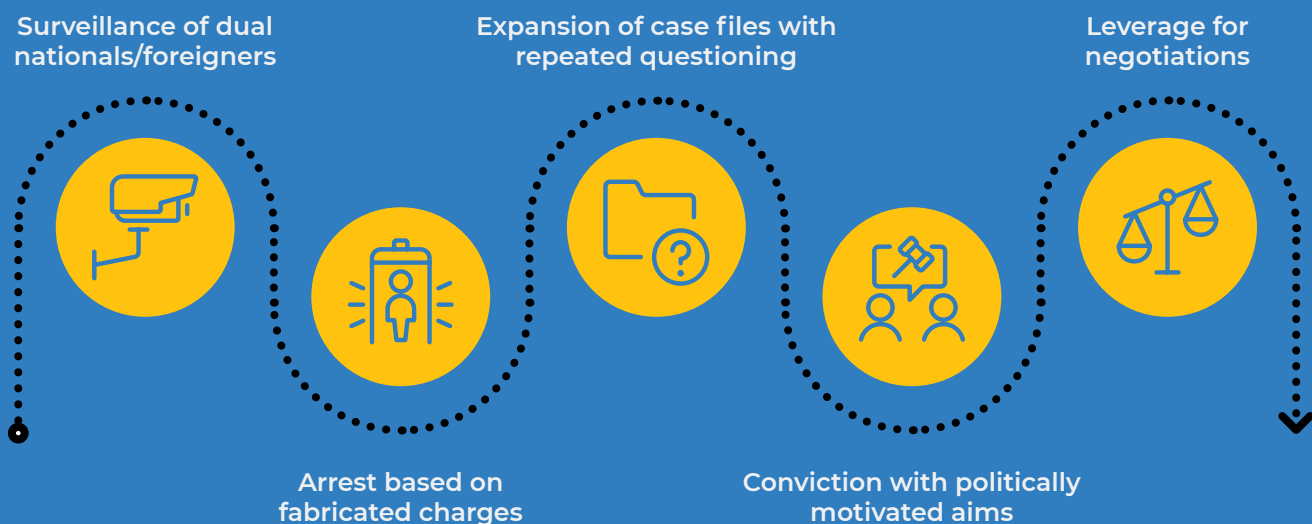 Surveillance of dual
nationals/foreigners
Arrest based on
fabricated charges
Expansion of case files with
repeated questioning
?
Conviction with politically
motivated aims
Leverage for
negotiations